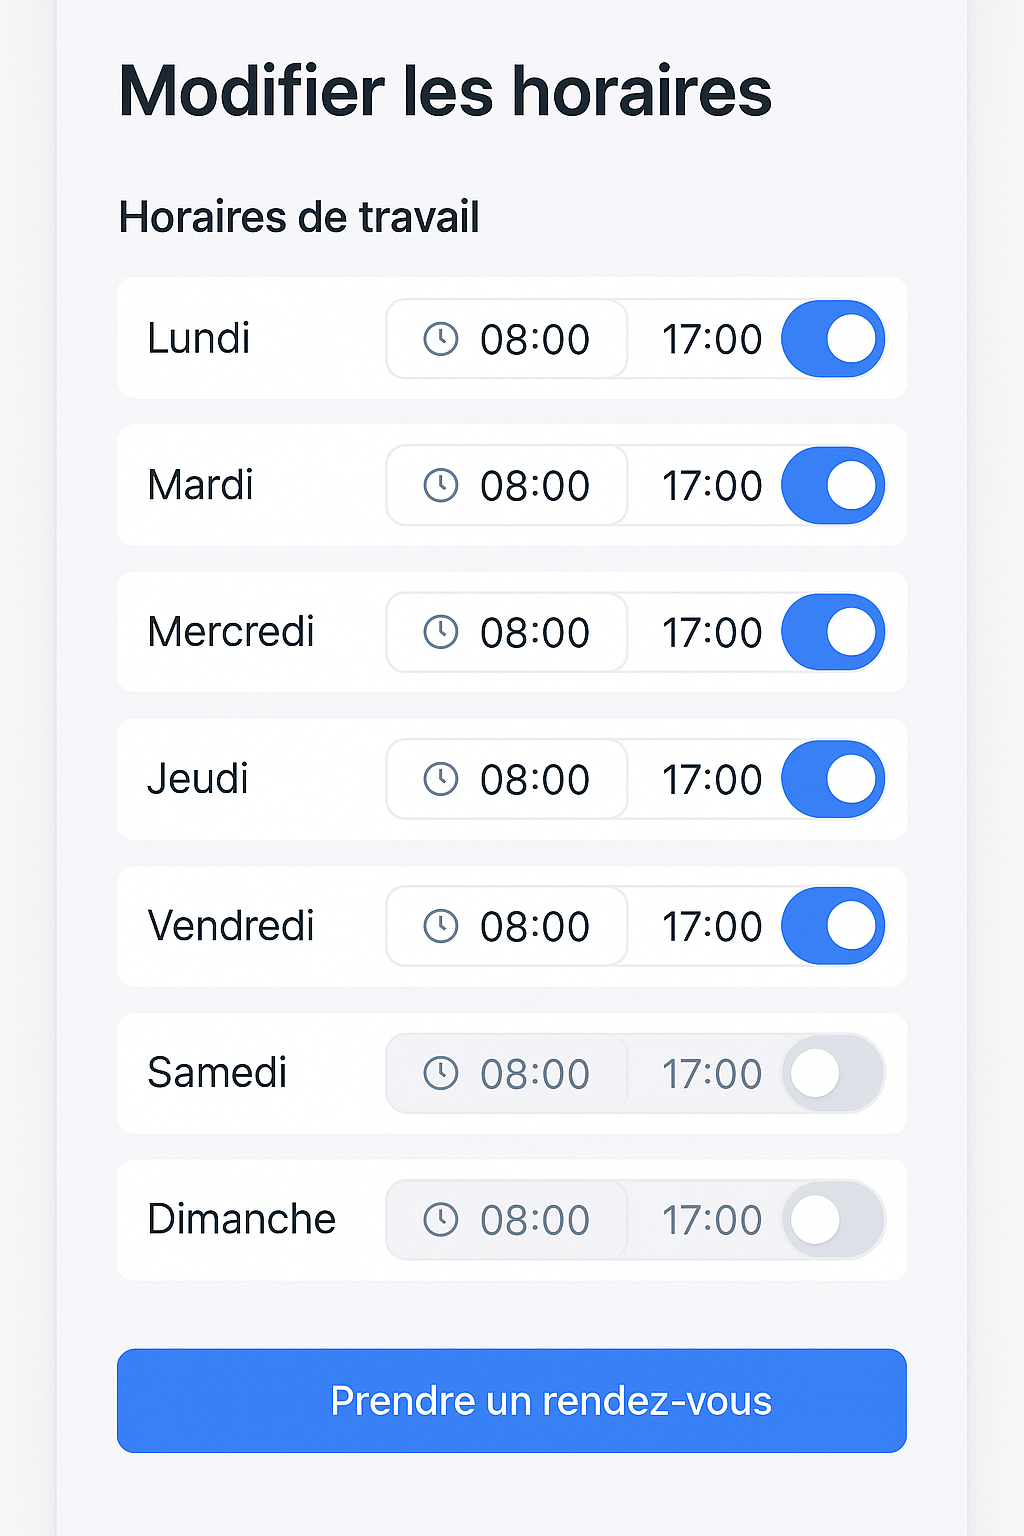 Modifier les horaires
Horaires de travail
Lundi 08:00 17:00
Mardi 08:00 17:00
Mercredi 08:00 17:00
Jeudi 08:00 17:00
Vendredi 08:00 17:00
Samedi 08:00 17:00
Dimanche 08:00 17:00
Prendre un rendez-vous